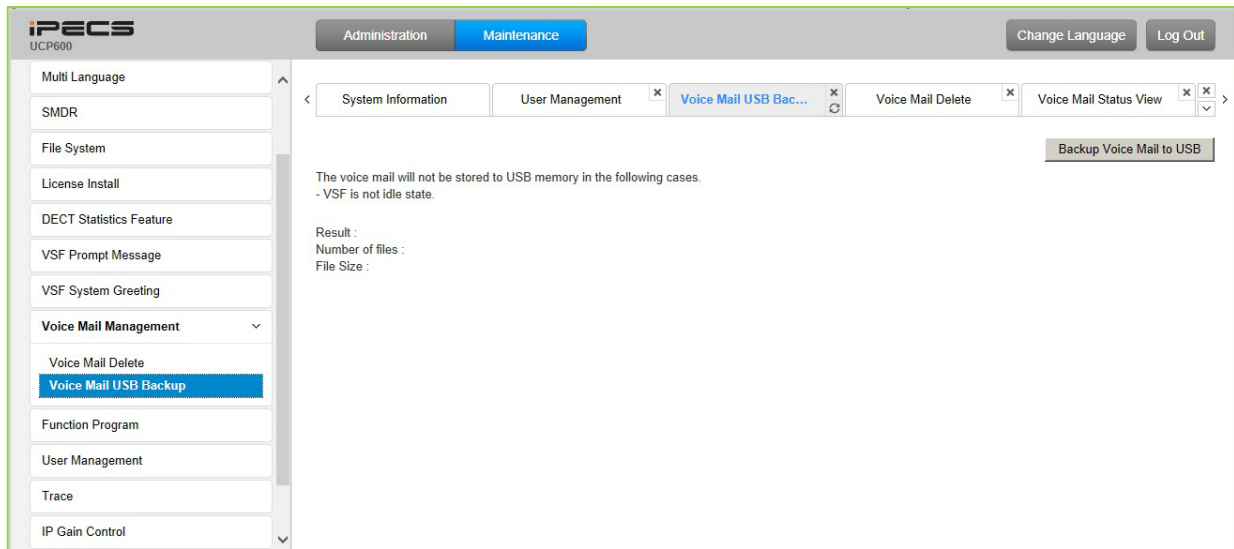 iPECS
UCP600
Administration
Maintenance
Change Language
Log Out
Multi Language
SMDR
File System
License Install
DECT Statistics Feature
VSF Prompt Message
VSF System Greeting
Voice Mail Management
Voice Mail Delete
Voice Mail USB Backup
Function Program
User Management
Trace
IP Gain Control
System Information
User Management
Voice Mail USB Bac...
Voice Mail Delete
Voice Mail Status View
Backup Voice Mail to USB
The voice mail will not be stored to USB memory in the following cases.
- VSF is not idle state.
Result :
Number of files :
File Size :